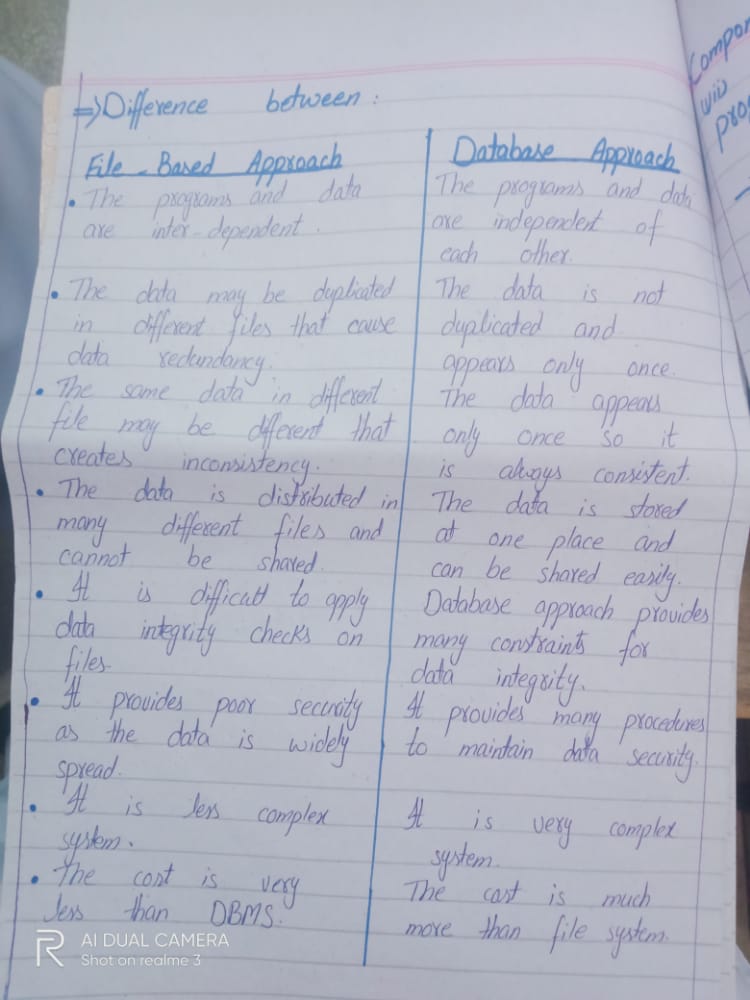 => Difference between :
File - Based Approach
• The programs and data
are inter-dependent.
• The data may be duplicated
in different files that cause
data redundancy.
• The same data in different
file may be different that
creates inconsistency.
• The data is distributed in
many different files and
cannot be shared.
• It is difficult to apply
data integrity checks on
files.
• It provides poor security
as the data is widely
spread.
• It is less complex
system.
• The cost is very
less than DBMS.
Database Approach
The programs and data
are independent of
each other.
The data is not
duplicated and
appears only once.
The data appears
only once so it
is always consistent.
The data is stored
at one place and
can be shared easily.
Database approach provides
many constraints for
data integrity.
It provides many procedures
to maintain data security.
It is very complex
system.
The cost is much
more than file system.
R
AI DUAL CAMERA
Shot on realme 3